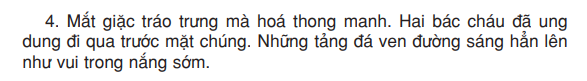 4. Mắt giặc tráo trưng mà hoá thong manh. Hai bác cháu đã ung
dung đi qua trước mặt chúng. Những tảng đá ven đường sáng hẳn lên
như vui trong nắng sớm.